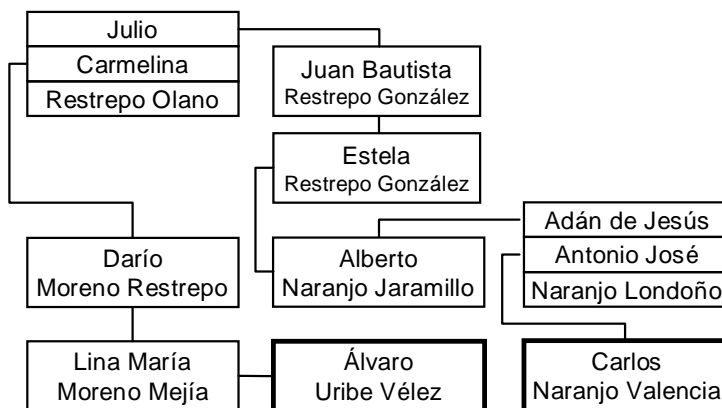 Julio
Carmelina
Restrepo Olano
Juan Bautista
Restrepo González
Estela
Restrepo González
Adán de Jesús
Antonio José
Naranjo Londoño
Darío
Moreno Restrepo
Alberto
Naranjo Jaramillo
Lina María
Moreno Mejía
Álvaro
Uribe Vélez
Carlos
Naranjo Valencia